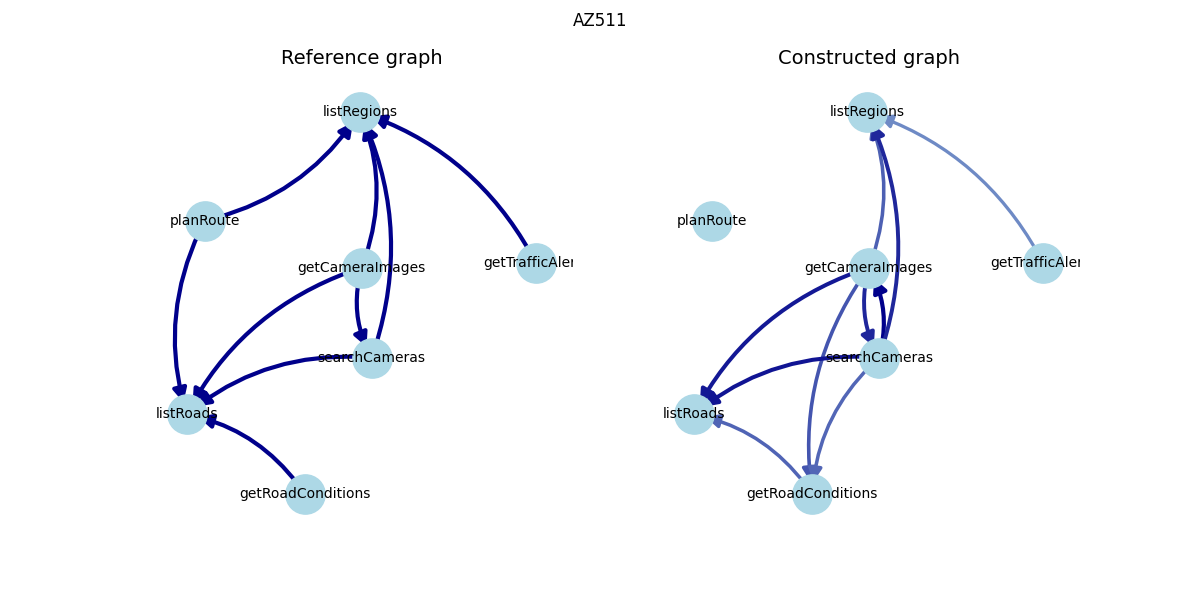 AZ511
Reference graph
listRegions
planRoute
getCameraImages
getTrafficAler
searchCameras
listRoads
getRoadConditions
Constructed graph
listRegions
planRoute
getCameraImages
getTrafficAler
searchCameras
listRoads
getRoadConditions